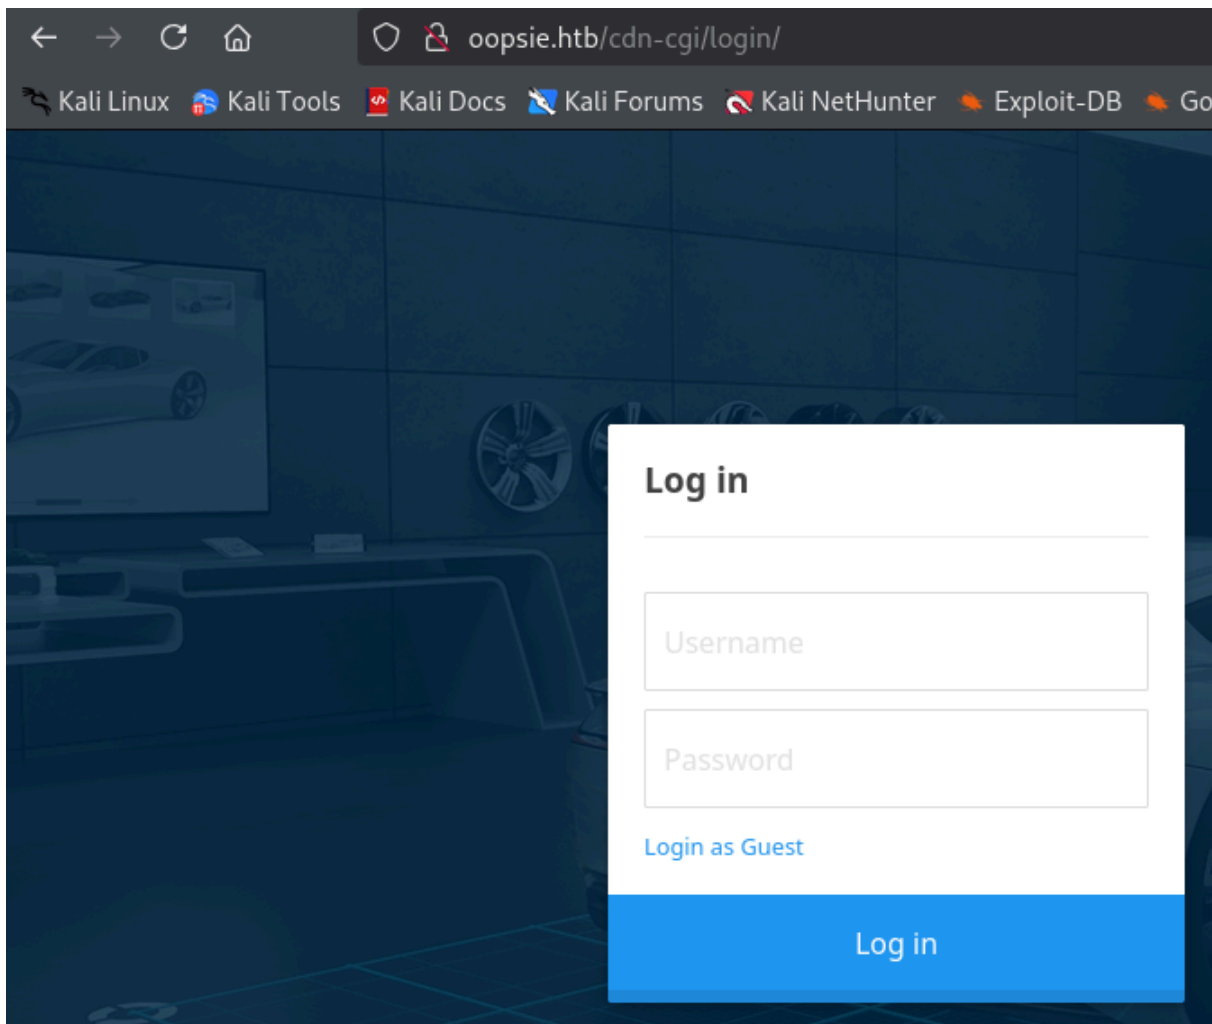 oopsie.htb/cdn-cgi/login/
Kali Linux Kali Tools Kali Docs Kali Forums Kali NetHunter Exploit-DB Go
Log in
Username
Password
Login as Guest
Log in